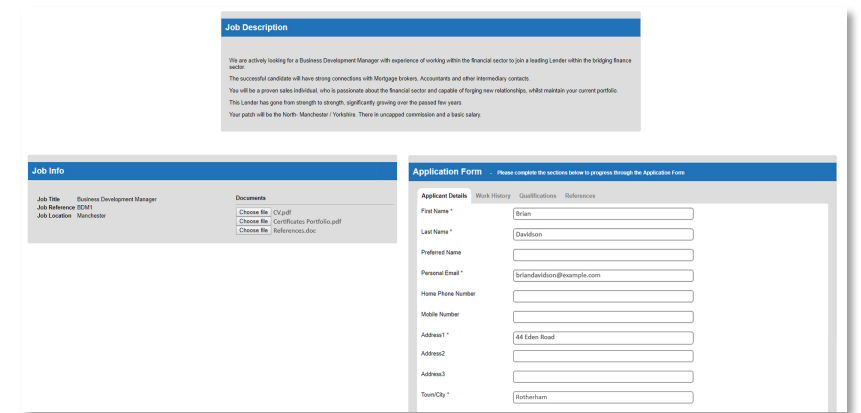 Job Description
We are actively looking for a Business Development Manager with experience of working within the financial sector to join a leading Lender within the bridging finance
sector.
The successful candidate will have strong connections with Mortgage brokers, Accountants and other intermediary contacts.
You will be a proven sales individual, who is passionate about the financial sector and capable of forging new relationships, whilst maintain your current portfolio.
This Lender has gone from strength to strength, significantly growing over the passed few years.
Your patch will be the North- Manchester / Yorkshire. There in uncapped commission and a basic salary.
Job Info
Job Title Business Development Manager
Job Reference BDM1
Job Location Manchester
Documents
Choose file CV.pdf
Choose file Certificates Portfolio.pdf
Choose file References.doc
Application Form - Please complete the sections below to progress through the Application Form
Applicant Details Work History Qualifications References
First Name * Brian
Last Name * Davidson
Preferred Name
Personal Email * briandavidson@example.com
Home Phone Number
Mobile Number
Address1 * 44 Eden Road
Address2
Address3
Town/City * Rotherham